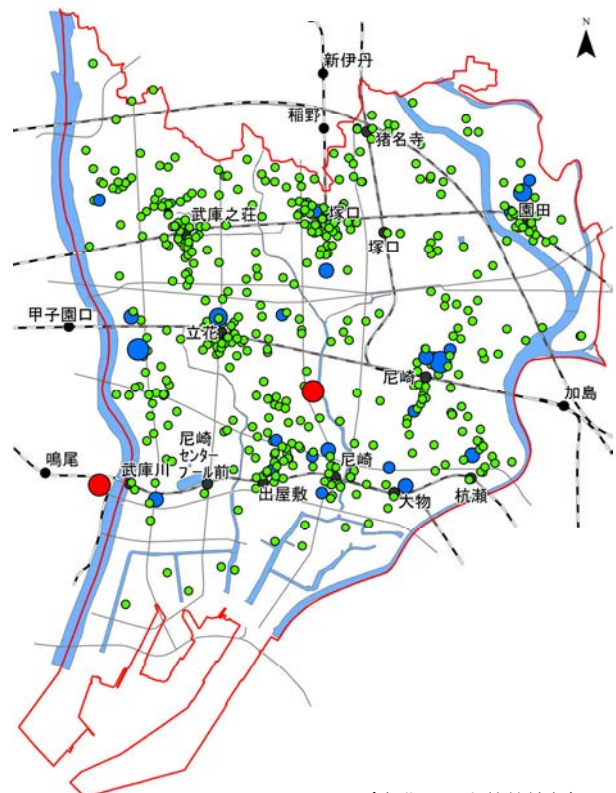 N
新伊丹
稲野
猪名寺
武庫之荘
塚口
園田
塚口
甲子園口
立花
尼崎
加島
鳴尾
武庫川
尼崎
センター
プール前
出屋敷
尼崎
大物
杭瀬